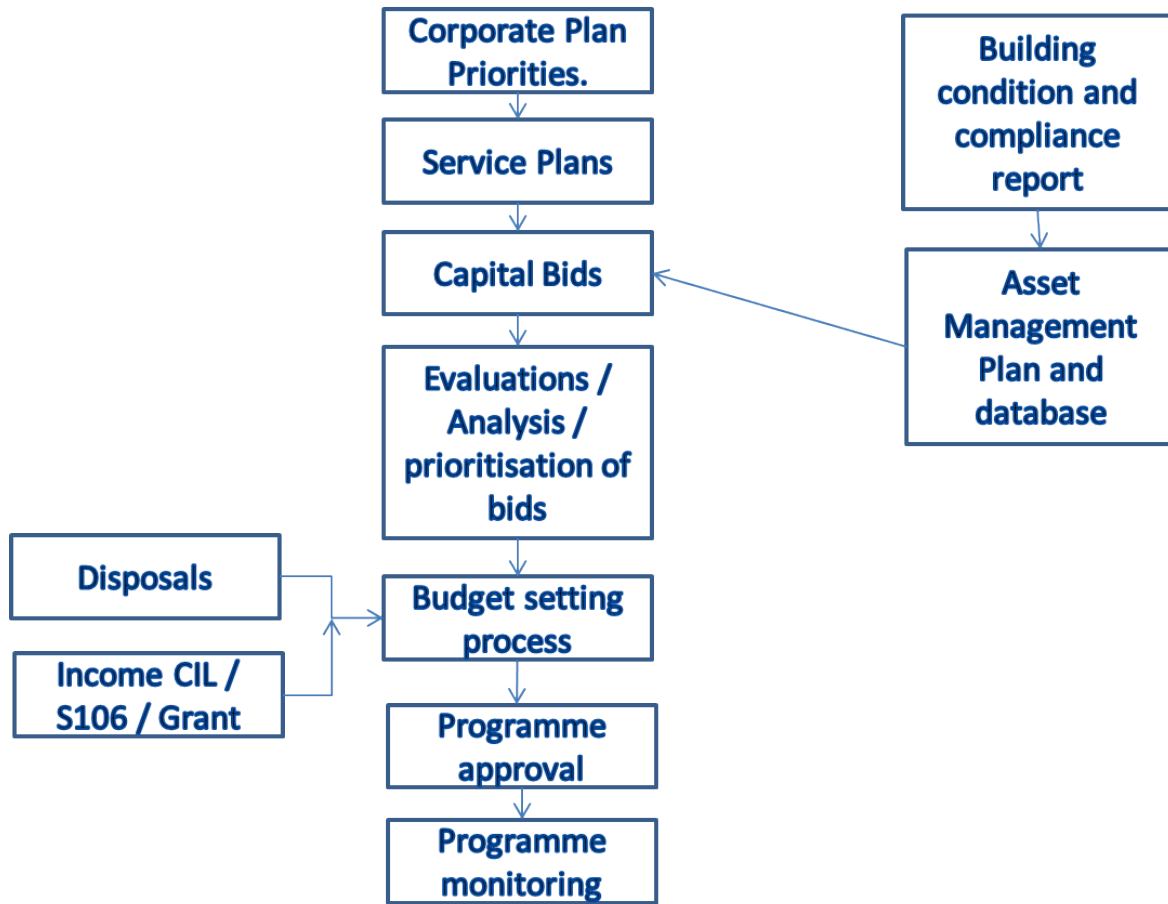 Corporate Plan
Priorities.
Service Plans
Capital Bids
Evaluations /
Analysis /
prioritisation of
bids
Budget setting
process
Programme
approval
Programme
monitoring
Building
condition and
compliance
report
Asset
Management
Plan and
database
Disposals
Income CIL /
S106 / Grant